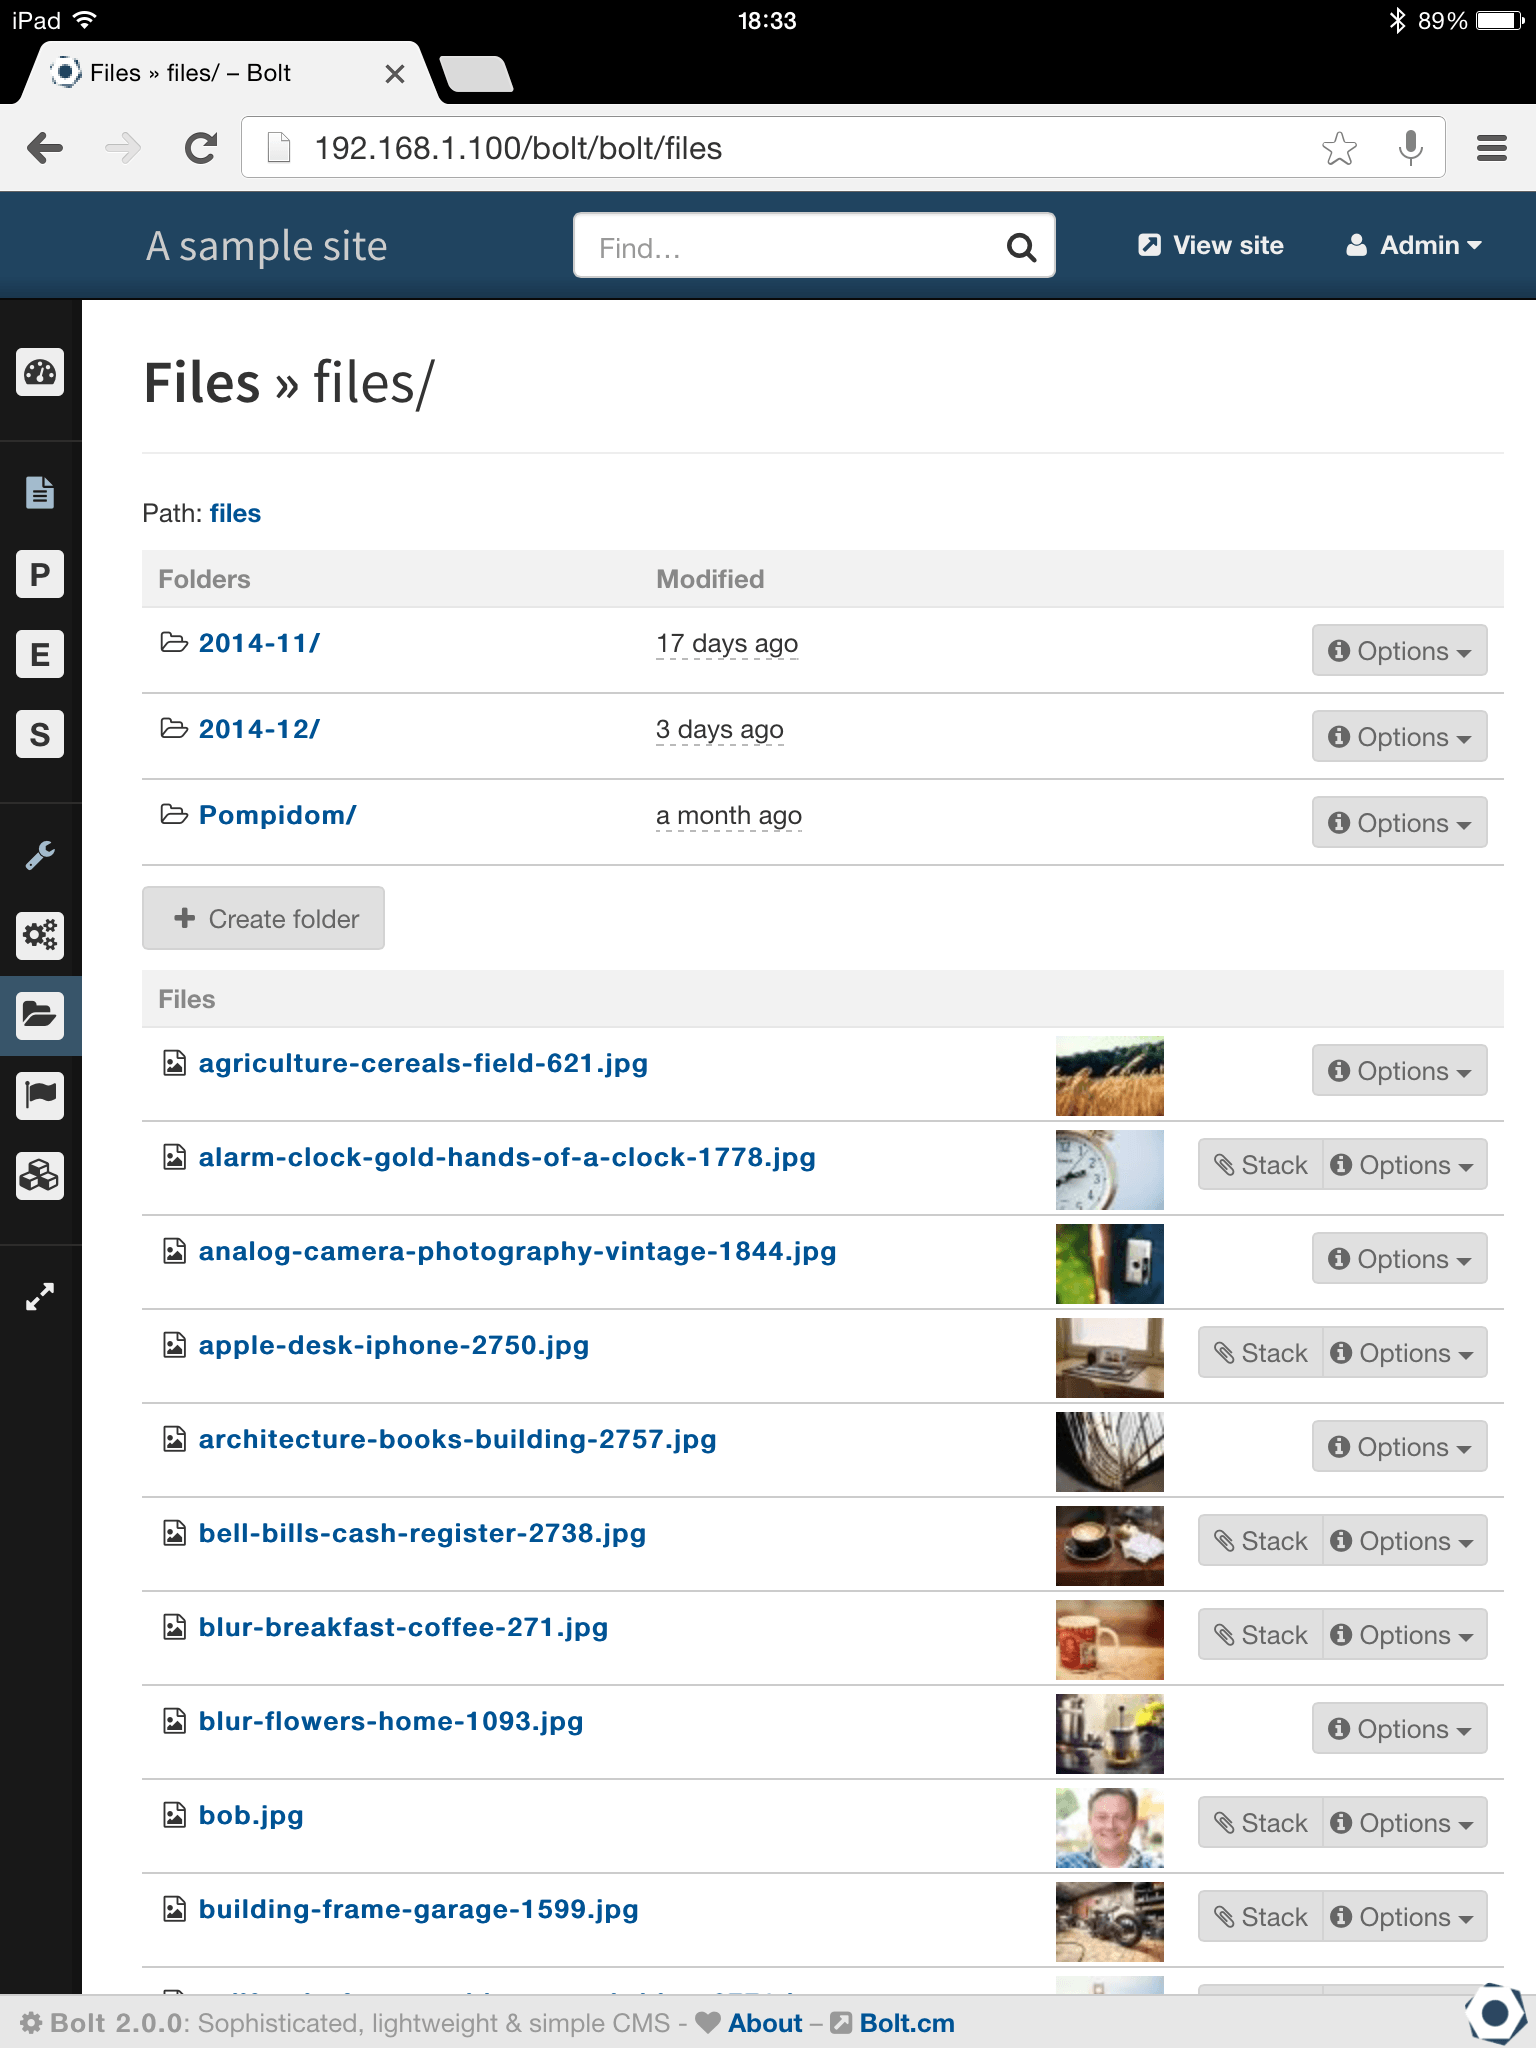 iPad 18:33 89%
Files » files/ – Bolt
192.168.1.100/bolt/bolt/files
A sample site Find... View site Admin
Files » files/
Path: files
Folders Modified
2014-11/ 17 days ago Options
2014-12/ 3 days ago Options
Pompidom/ a month ago Options
Create folder
Files
agriculture-cereals-field-621.jpg Options
alarm-clock-gold-hands-of-a-clock-1778.jpg Stack Options
analog-camera-photography-vintage-1844.jpg Options
apple-desk-iphone-2750.jpg Stack Options
architecture-books-building-2757.jpg Options
bell-bills-cash-register-2738.jpg Stack Options
blur-breakfast-coffee-271.jpg Stack Options
blur-flowers-home-1093.jpg Options
bob.jpg Stack Options
building-frame-garage-1599.jpg Stack Options
Bolt 2.0.0: Sophisticated, lightweight & simple CMS - About – Bolt.cm
P
E
S